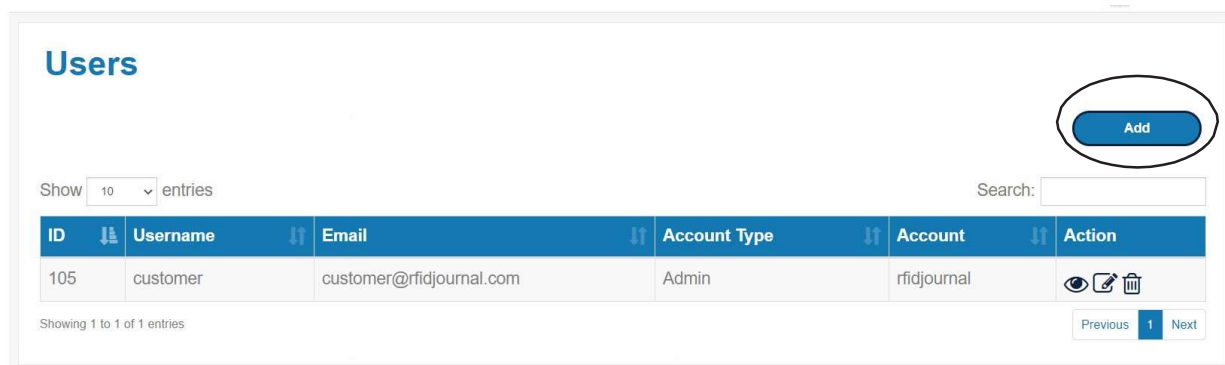 Users
Add
Show 10 entries Search:
ID Username Email Account Type Account Action
105 customer customer@rfidjournal.com Admin rfidjournal
Showing 1 to 1 of 1 entries Previous 1 Next